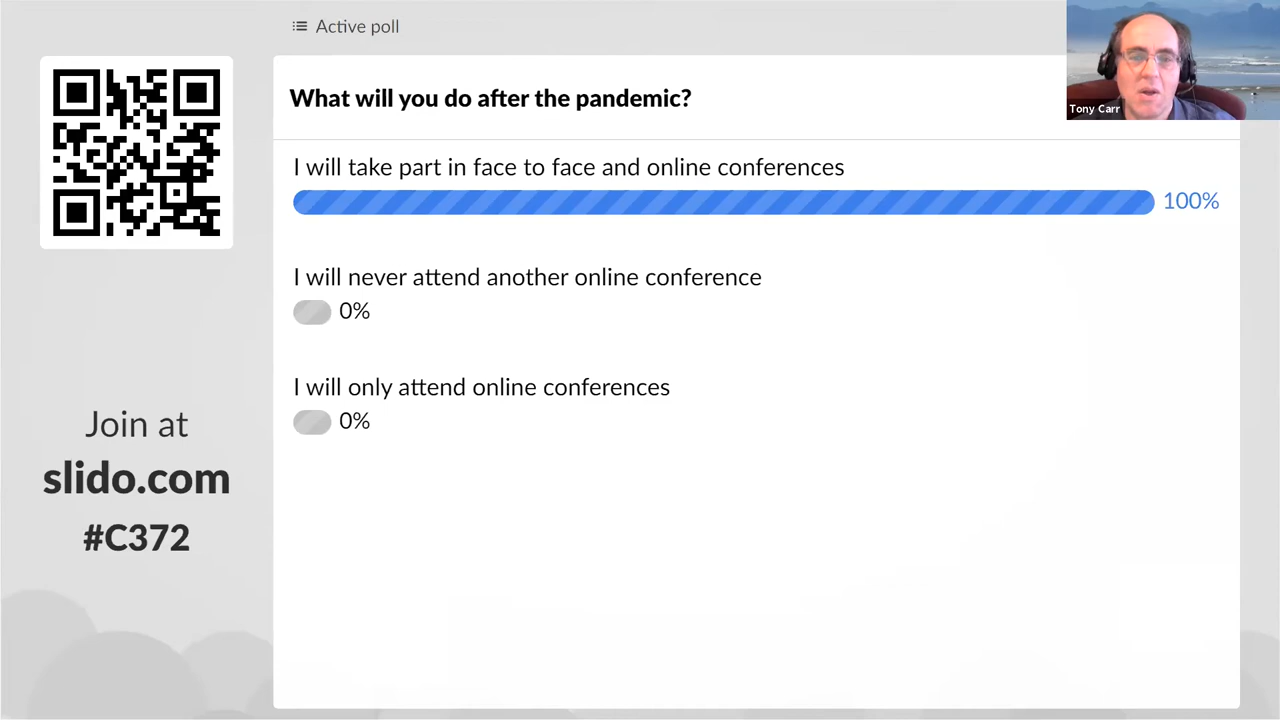 Active poll
What will you do after the pandemic?
Tony Carr
I will take part in face to face and online conferences
100%
I will never attend another online conference
0%
I will only attend online conferences
0%
Join at
slido.com
#C372